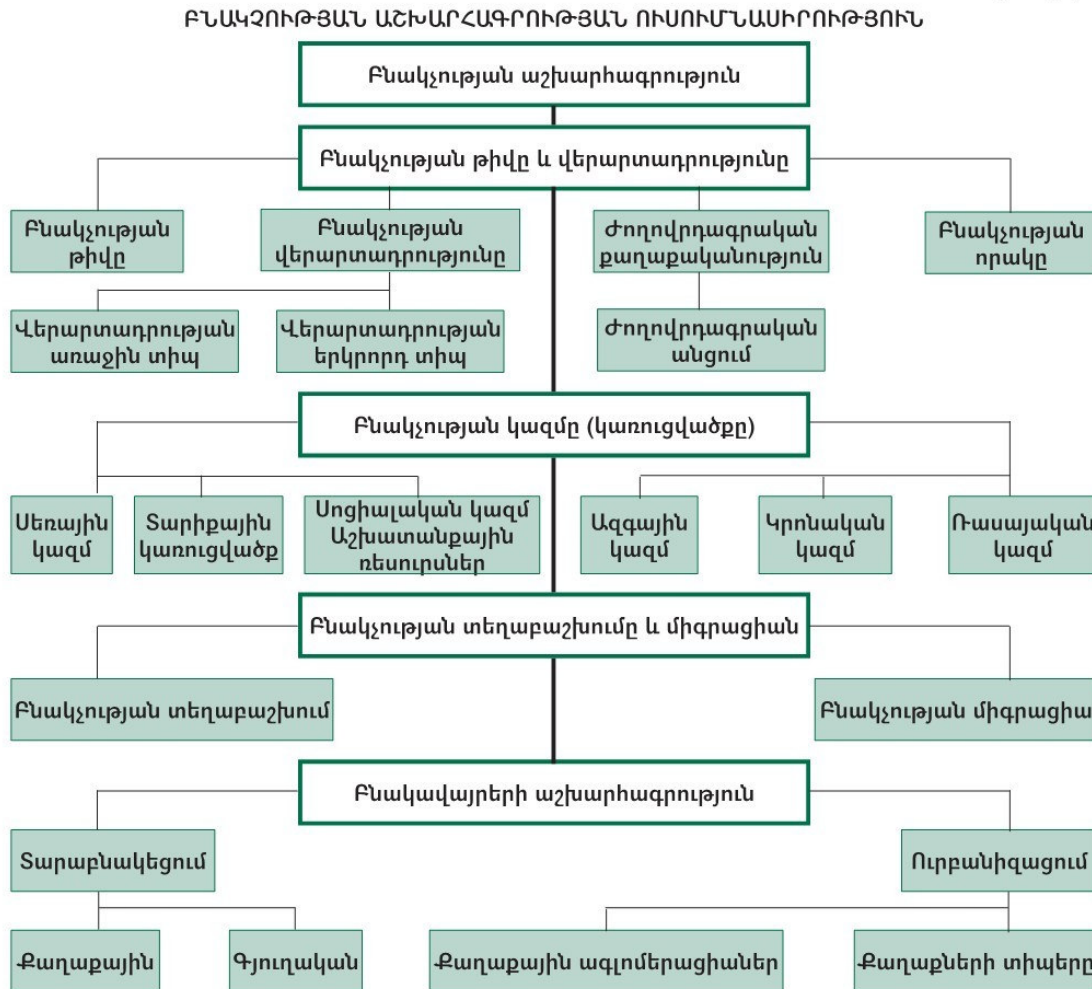 ԲՆԱԿՉՈՒԹՅԱՆ ԱՇԽԱՐՀԱԳՐՈՒԹՅԱՆ ՈՒՍՈՒՄՆԱՍԻՐՈՒԹՅՈՒՆ
Բնակչության աշխարհագրություն
Բնակչության թիվը և վերարտադրությունը
Բնակչության
թիվը
Բնակչության
վերարտադրությունը
Ժողովրդագրական
քաղաքականություն
Բնակչության
որակը
Վերարտադրության
առաջին տիպ
Վերարտադրության
երկրորդ տիպ
Ժողովրդագրական
անցում
Բնակչության կազմը (կառուցվածքը)
Սեռային
կազմ
Տարիքային
կառուցվածք
Սոցիալական կազմ
Աշխատանքային
ռեսուրսներ
Ազգային
կազմ
Կրոնական
կազմ
Ռասայական
կազմ
Բնակչության տեղաբաշխումը և միգրացիան
Բնակչության տեղաբաշխում
Բնակչության միգրացիա
Բնակավայրերի աշխարհագրություն
Տարաբնակեցում
Ուրբանիզացում
Քաղաքային
Գյուղական
Քաղաքային ագլոմերացիաներ
Քաղաքների տիպերը